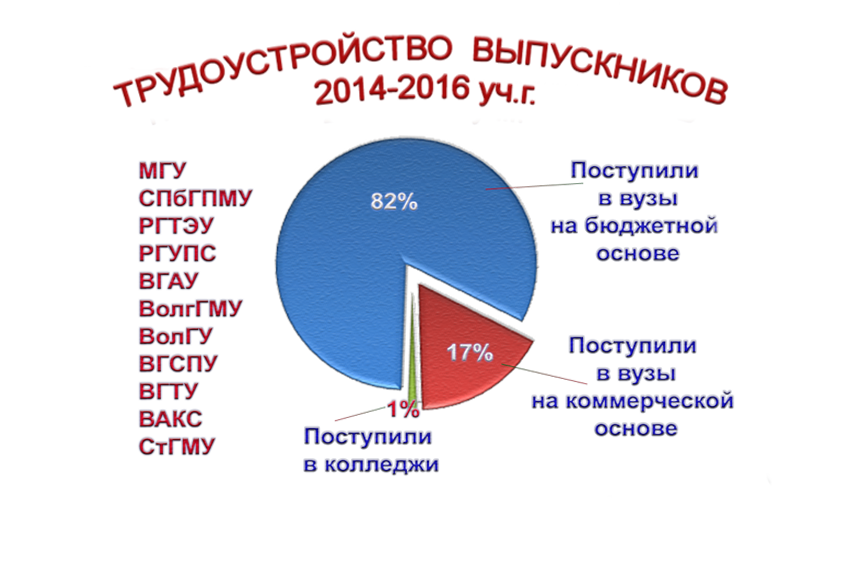 ТРУДОУСТРОЙСТВО ВЫПУСКНИКОВ
2014-2016 уч.г.
МГУ
СПбГПМУ
РГТЭУ
РГУПС
ВГАУ
ВолгГМУ
ВолГУ
ВГСПУ
ВГТУ
ВАКС
СтГМУ
82%
Поступили
в вузы
на бюджетной
основе
17%
Поступили
в вузы
на коммерческой
основе
1%
Поступили
в колледжи